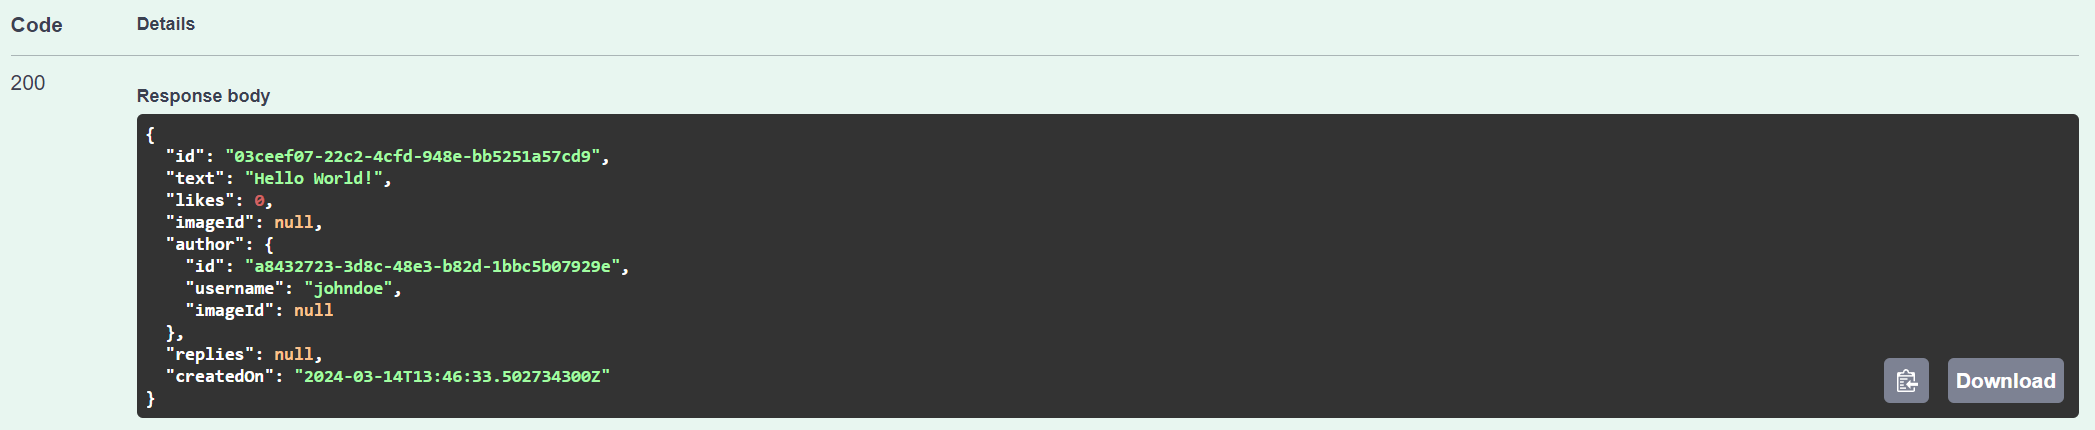 Code Details
200
Response body
{
  "id": "03ceef07-22c2-4cfd-948e-bb5251a57cd9",
  "text": "Hello World!",
  "likes": 0,
  "imageId": null,
  "author": {
    "id": "a8432723-3d8c-48e3-b82d-1bbc5b07929e",
    "username": "johndoe",
    "imageId": null
  },
  "replies": null,
  "createdOn": "2024-03-14T13:46:33.502734300Z"
}
Download